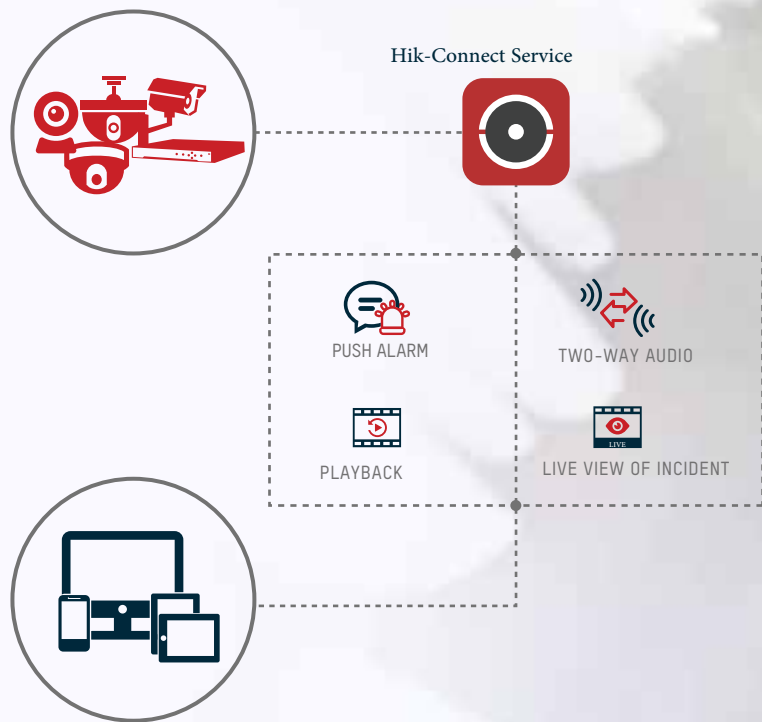 Hik-Connect Service
PUSH ALARM
TWO-WAY AUDIO
PLAYBACK
LIVE
LIVE VIEW OF INCIDENT